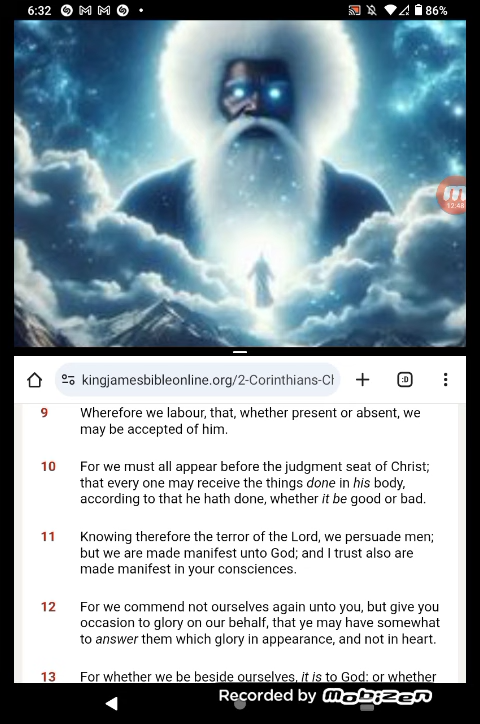 6:32
86%
12:48
kingjamesbibleonline.org/2-Corinthians-Ch
:D
9 Wherefore we labour, that, whether present or absent, we
may be accepted of him.
10 For we must all appear before the judgment seat of Christ;
that every one may receive the things done in his body,
according to that he hath done, whether it be good or bad.
11 Knowing therefore the terror of the Lord, we persuade men;
but we are made manifest unto God; and I trust also are
made manifest in your consciences.
12 For we commend not ourselves again unto you, but give you
occasion to glory on our behalf, that ye may have somewhat
to answer them which glory in appearance, and not in heart.
13 For whether we be beside ourselves, it is to God: or whether
Recorded by Mobizen